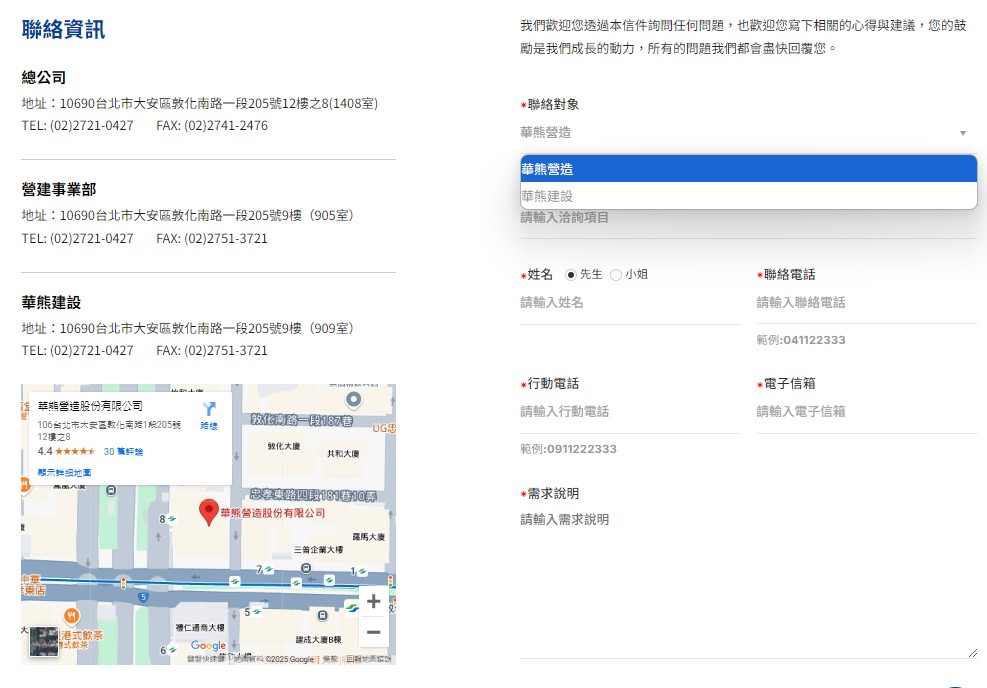 聯絡資訊
總公司
地址：10690台北市大安區敦化南路一段205號12樓之8(1408室)
TEL: (02)2721-0427 FAX: (02)2741-2476
營建事業部
地址：10690台北市大安區敦化南路一段205號9樓（905室）
TEL: (02)2721-0427 FAX: (02)2751-3721
華熊建設
地址：10690台北市大安區敦化南路一段205號9樓（909室）
TEL: (02)2721-0427 FAX: (02)2751-3721
華熊營造股份有限公司
106台北市大安區敦化南路1段205號
12樓之8
路線
4.4 ★★★★★ 30 篇評論
顯示詳細地圖
敦化南路一段187巷
UG
敦化大廈
共和大廈
忠孝東路四段181巷10弄
8
華熊營造股份有限公司
羅馬大廈
三普企業大樓
7
1
5
5
港式飲茶
港式飲茶
禮仁通商大樓
建成大廈B棟
6
Google
鍵盤快速鍵
地圖資料 ©2025 Google
條款
回報地圖錯誤
+
−
我們歡迎您透過本信件詢問任何問題，也歡迎您寫下相關的心得與建議，您的鼓
勵是我們成長的動力，所有的問題我們都會盡快回覆您。
*聯絡對象
華熊營造
華熊營造
華熊建設
請輸入洽詢項目
*姓名 先生 小姐
請輸入姓名
*聯絡電話
請輸入聯絡電話
範例:041122333
*行動電話
請輸入行動電話
範例:0911222333
*電子信箱
請輸入電子信箱
*需求說明
請輸入需求說明